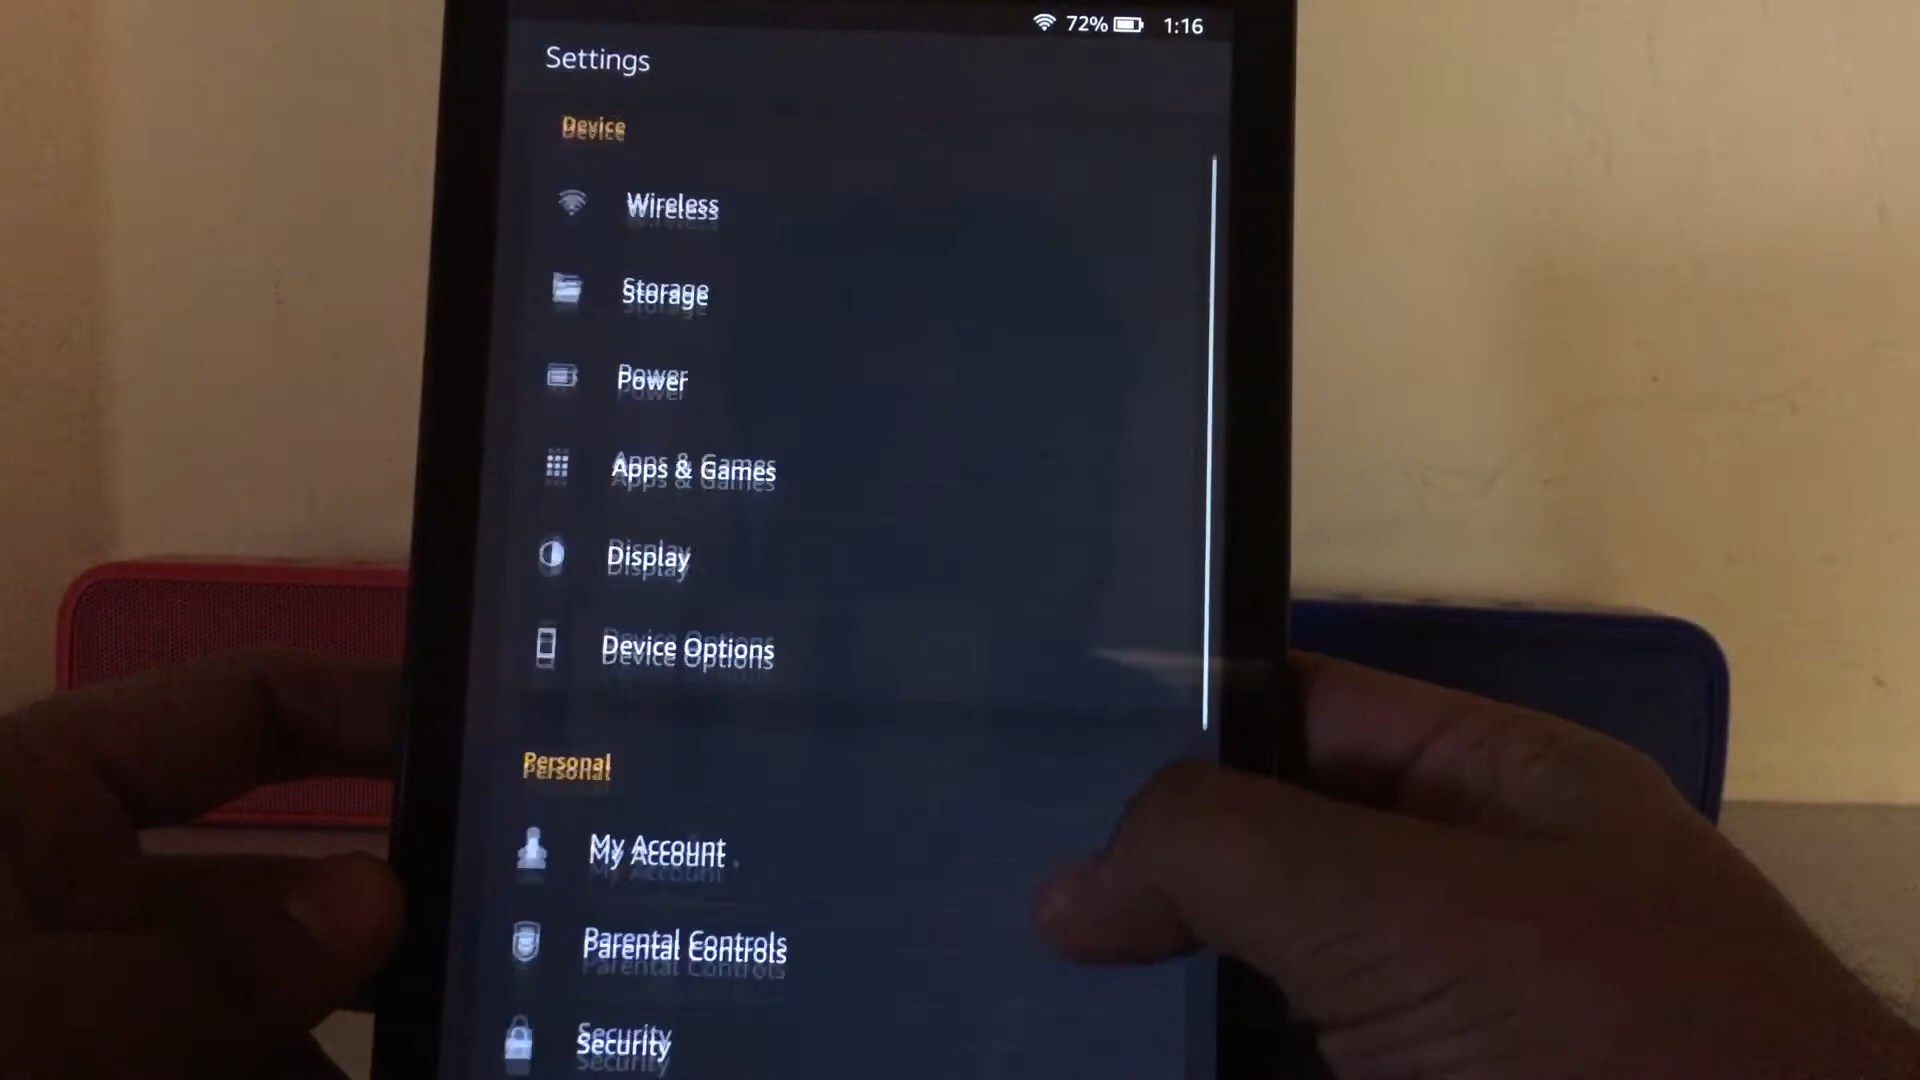 72% 1:16
Settings
Device
Wireless
Storage
Power
Apps & Games
Display
Device Options
Personal
My Account
Parental Controls
Security